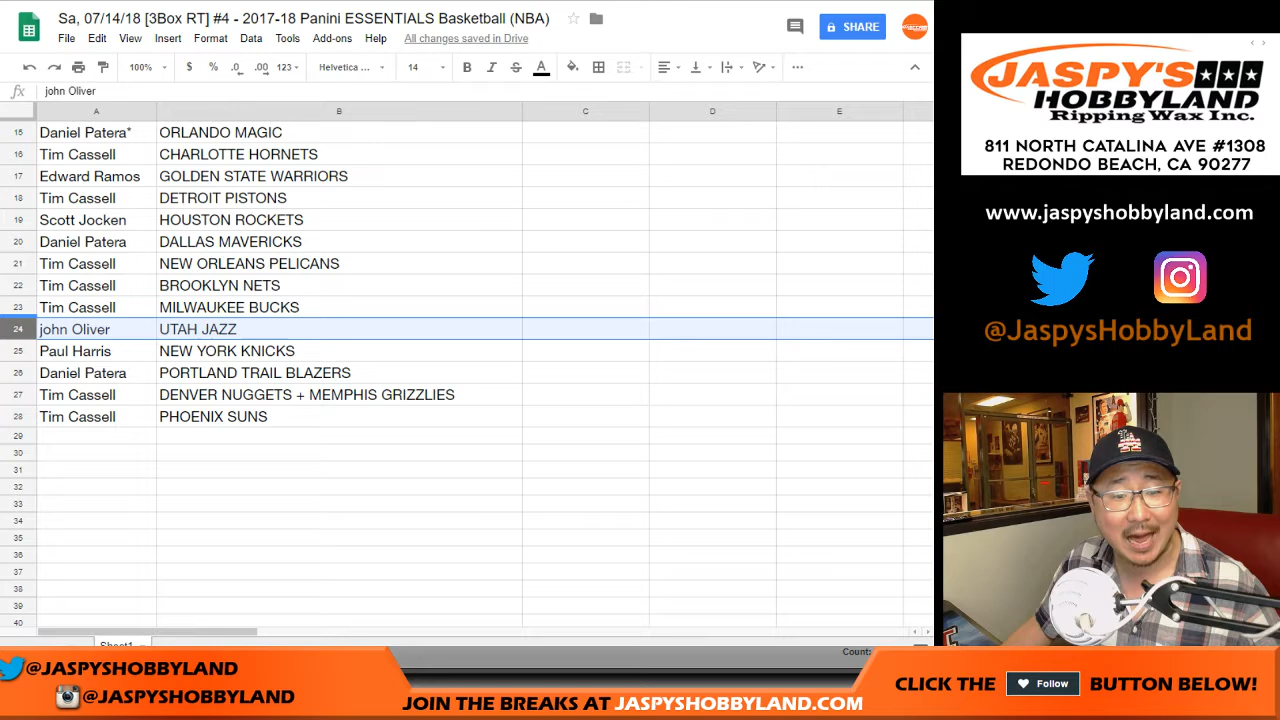 Sa, 07/14/18 [3Box RT] #4 - 2017-18 Panini ESSENTIALS Basketball (NBA)
File Edit View Insert Format Data Tools Add-ons Help All changes saved in Drive
SHARE
100% $ % .0 .00 123 Helvetica ... 14 B I S A
fx john Oliver
A B C D E
15 Daniel Patera* ORLANDO MAGIC
16 Tim Cassell CHARLOTTE HORNETS
17 Edward Ramos GOLDEN STATE WARRIORS
18 Tim Cassell DETROIT PISTONS
19 Scott Jocken HOUSTON ROCKETS
20 Daniel Patera DALLAS MAVERICKS
21 Tim Cassell NEW ORLEANS PELICANS
22 Tim Cassell BROOKLYN NETS
23 Tim Cassell MILWAUKEE BUCKS
24 john Oliver UTAH JAZZ
25 Paul Harris NEW YORK KNICKS
26 Daniel Patera PORTLAND TRAIL BLAZERS
27 Tim Cassell DENVER NUGGETS + MEMPHIS GRIZZLIES
28 Tim Cassell PHOENIX SUNS
29
30
31
32
33
34
35
36
37
38
39
40
Sheet1
Count:
JASPY'S
HOBBYLAND
Ripping Wax Inc.
811 NORTH CATALINA AVE #1308
REDONDO BEACH, CA 90277
www.jaspyshobbyland.com
@JaspysHobbyLand
@JASPYSHOBBYLAND
@JASPYSHOBBYLAND
JOIN THE BREAKS AT JASPYSHOBBYLAND.COM
CLICK THE Follow BUTTON BELOW!